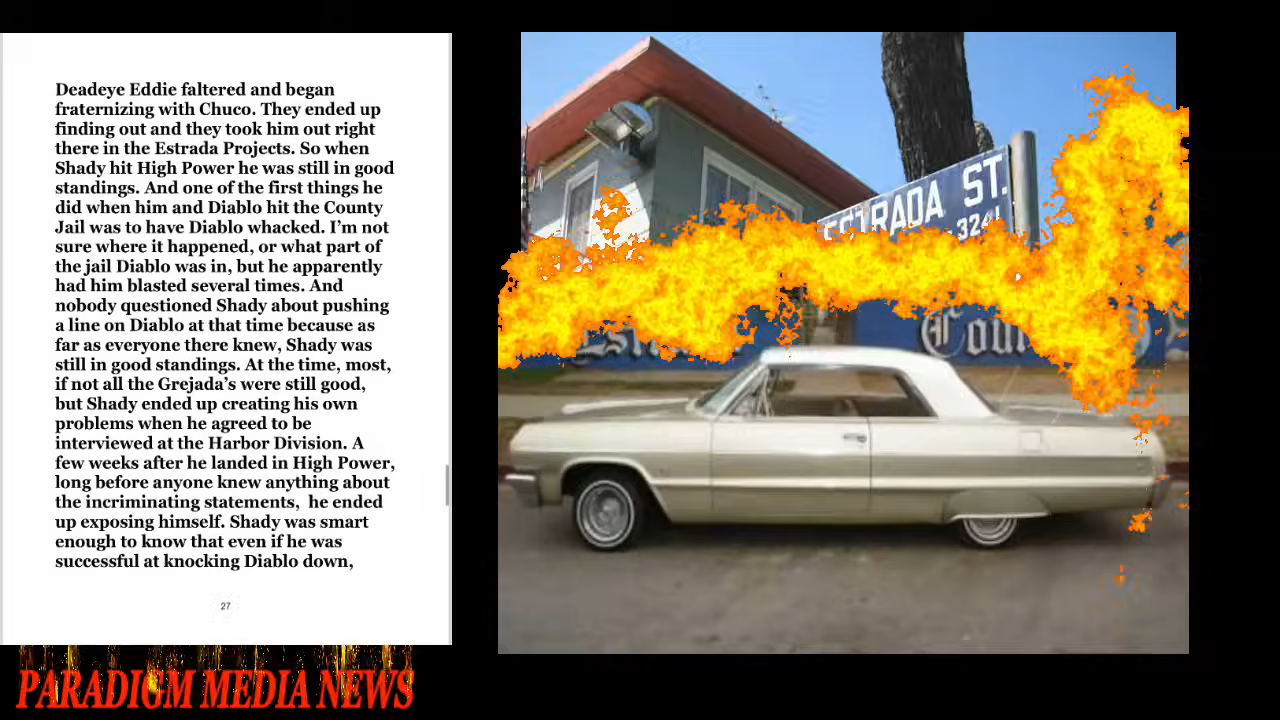 Deadeye Eddie faltered and began
fraternizing with Chuco. They ended up
finding out and they took him out right
there in the Estrada Projects. So when
Shady hit High Power he was still in good
standings. And one of the first things he
did when him and Diablo hit the County
Jail was to have Diablo whacked. I’m not
sure where it happened, or what part of
the jail Diablo was in, but he apparently
had him blasted several times. And
nobody questioned Shady about pushing
a line on Diablo at that time because as
far as everyone there knew, Shady was
still in good standings. At the time, most,
if not all the Grejada’s were still good,
but Shady ended up creating his own
problems when he agreed to be
interviewed at the Harbor Division. A
few weeks after he landed in High Power,
long before anyone knew anything about
the incriminating statements,  he ended
up exposing himself. Shady was smart
enough to know that even if he was
successful at knocking Diablo down,
27
PARADIGM MEDIA NEWS
ESTRADA ST.